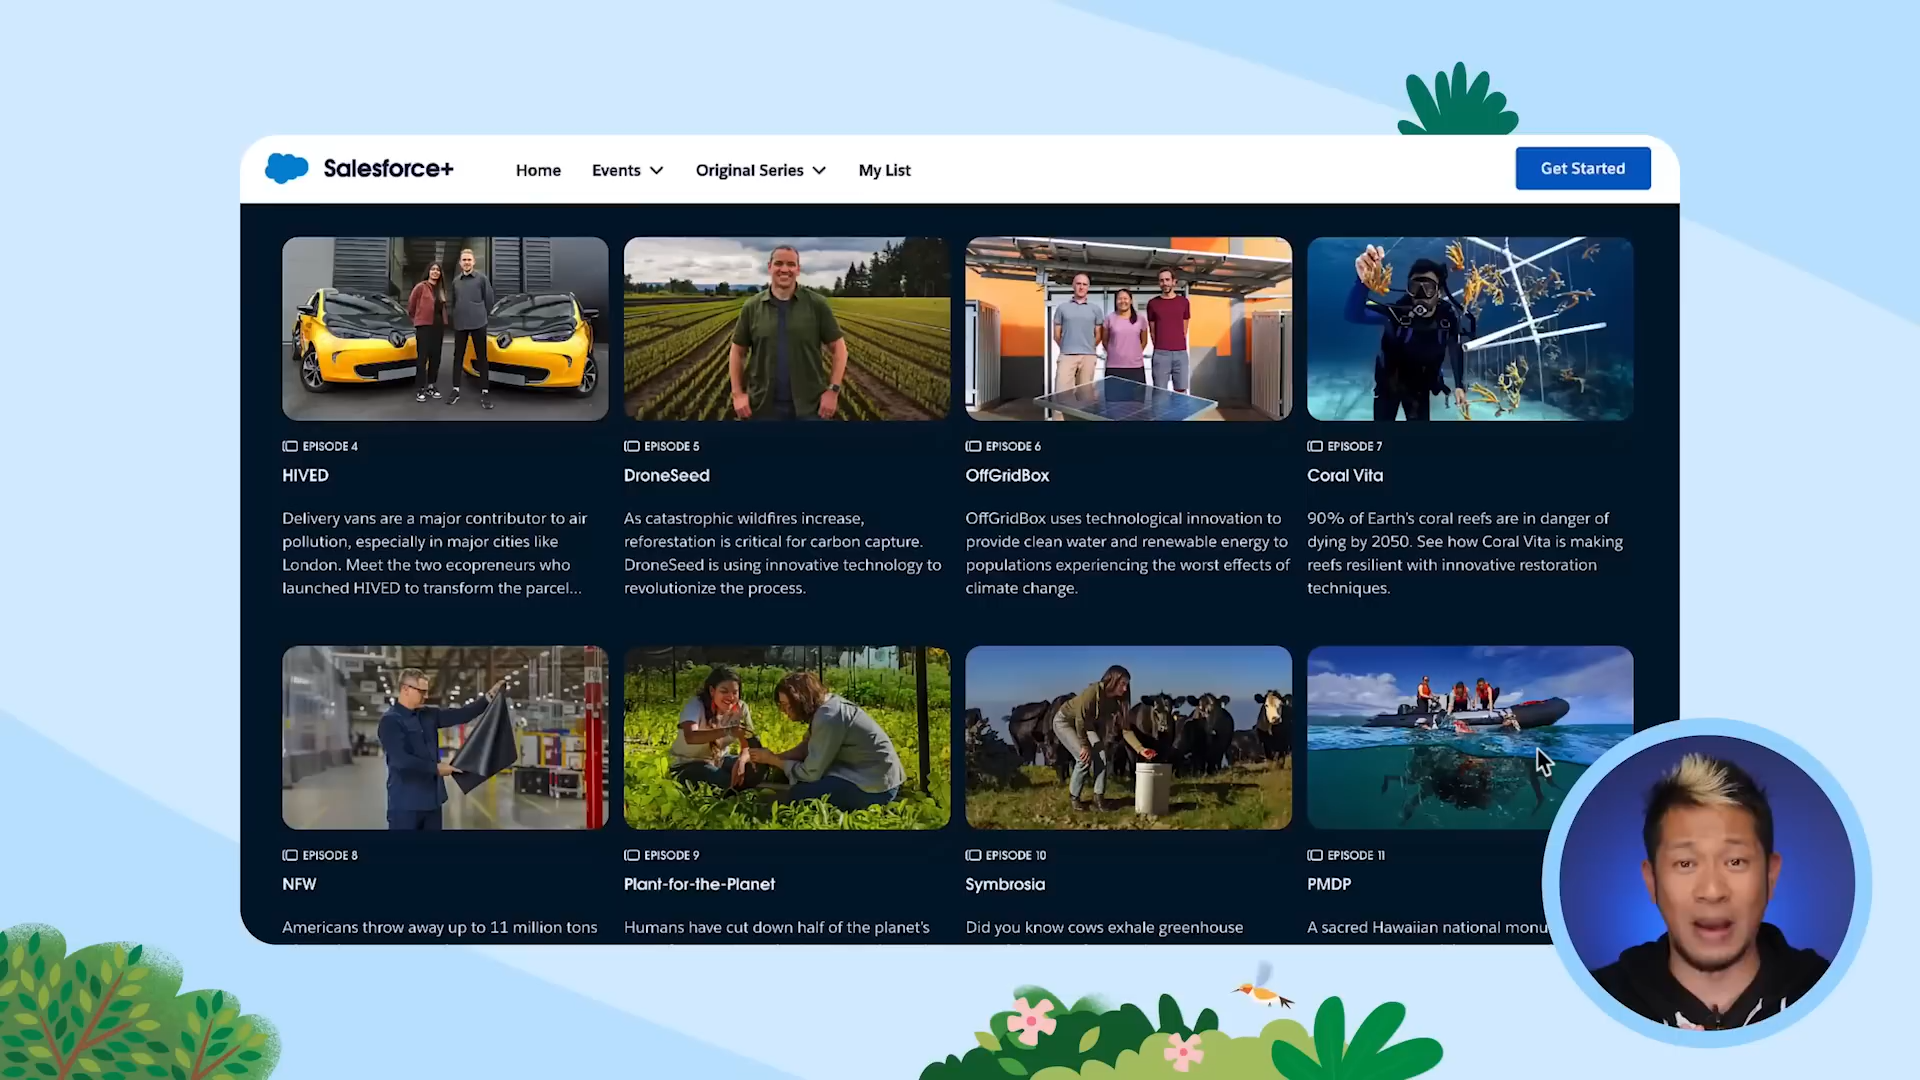 Salesforce+
Home
Events
Original Series
My List
Get Started
EPISODE 4
HIVED
Delivery vans are a major contributor to air
pollution, especially in major cities like
London. Meet the two ecopreneurs who
launched HIVED to transform the parcel...
EPISODE 5
DroneSeed
As catastrophic wildfires increase,
reforestation is critical for carbon capture.
DroneSeed is using innovative technology to
revolutionize the process.
EPISODE 6
OffGridBox
OffGridBox uses technological innovation to
provide clean water and renewable energy to
populations experiencing the worst effects of
climate change.
EPISODE 7
Coral Vita
90% of Earth's coral reefs are in danger of
dying by 2050. See how Coral Vita is making
reefs resilient with innovative restoration
techniques.
EPISODE 8
NFW
Americans throw away up to 11 million tons
EPISODE 9
Plant-for-the-Planet
Humans have cut down half of the planet's
EPISODE 10
Symbrosia
Did you know cows exhale greenhouse
EPISODE 11
PMDP
A sacred Hawaiian national monu